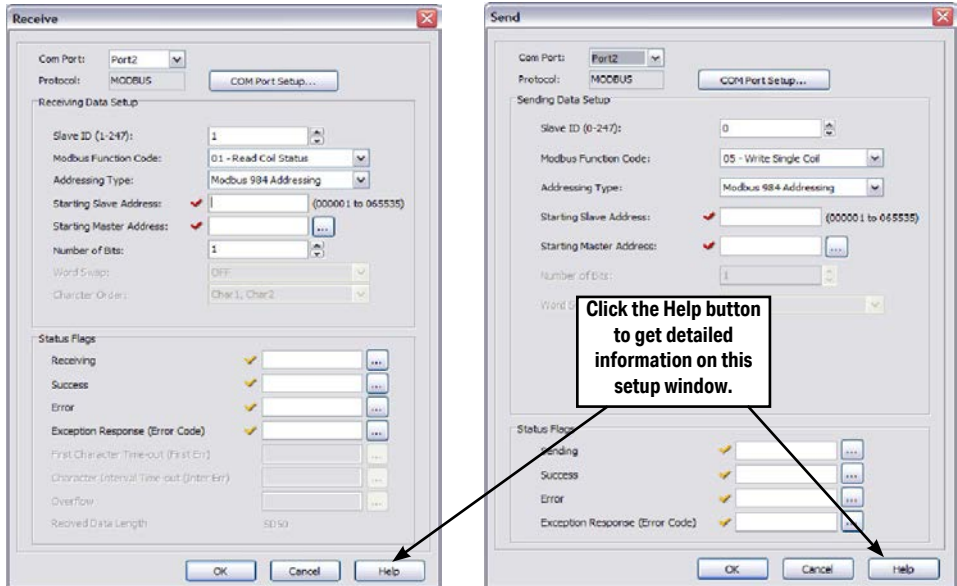 Receive
Com Port: Port2
Protocol: MODBUS COM Port Setup...
Receiving Data Setup
Slave ID (1-247): 1
Modbus Function Code: 01 - Read Coil Status
Addressing Type: Modbus 984 Addressing
Starting Slave Address: (000001 to 065535)
Starting Master Address: ...
Number of Bits: 1
Word Swap: OFF
Charcter Order: Char1, Char2
Status Flags
Receiving ...
Success ...
Error ...
Exception Response (Error Code) ...
First Character Time-out (First Err) ...
Character Interval Time-out (Inter Err) ...
Overflow ...
Recived Data Length SD50
OK Cancel Help
Send
Com Port: Port2
Protocol: MODBUS COM Port Setup...
Sending Data Setup
Slave ID (0-247): 0
Modbus Function Code: 05 - Write Single Coil
Addressing Type: Modbus 984 Addressing
Starting Slave Address: (000001 to 065535)
Starting Master Address: ...
Number of Bits: 1
Word
Click the Help button
to get detailed
information on this
setup window.
Status Flags
Sending ...
Success ...
Error ...
Exception Response (Error Code) ...
OK Cancel Help